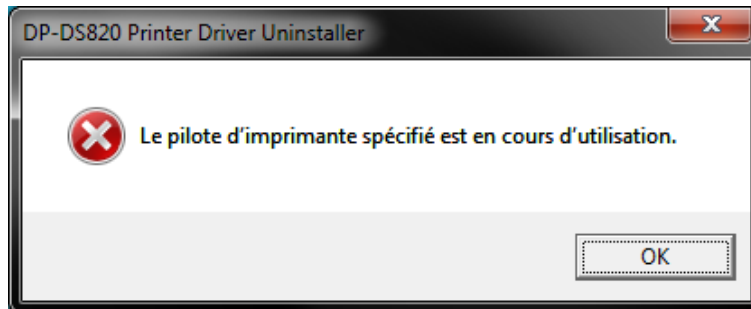 DP-DS820 Printer Driver Uninstaller
Le pilote d’imprimante spécifié est en cours d’utilisation.
OK